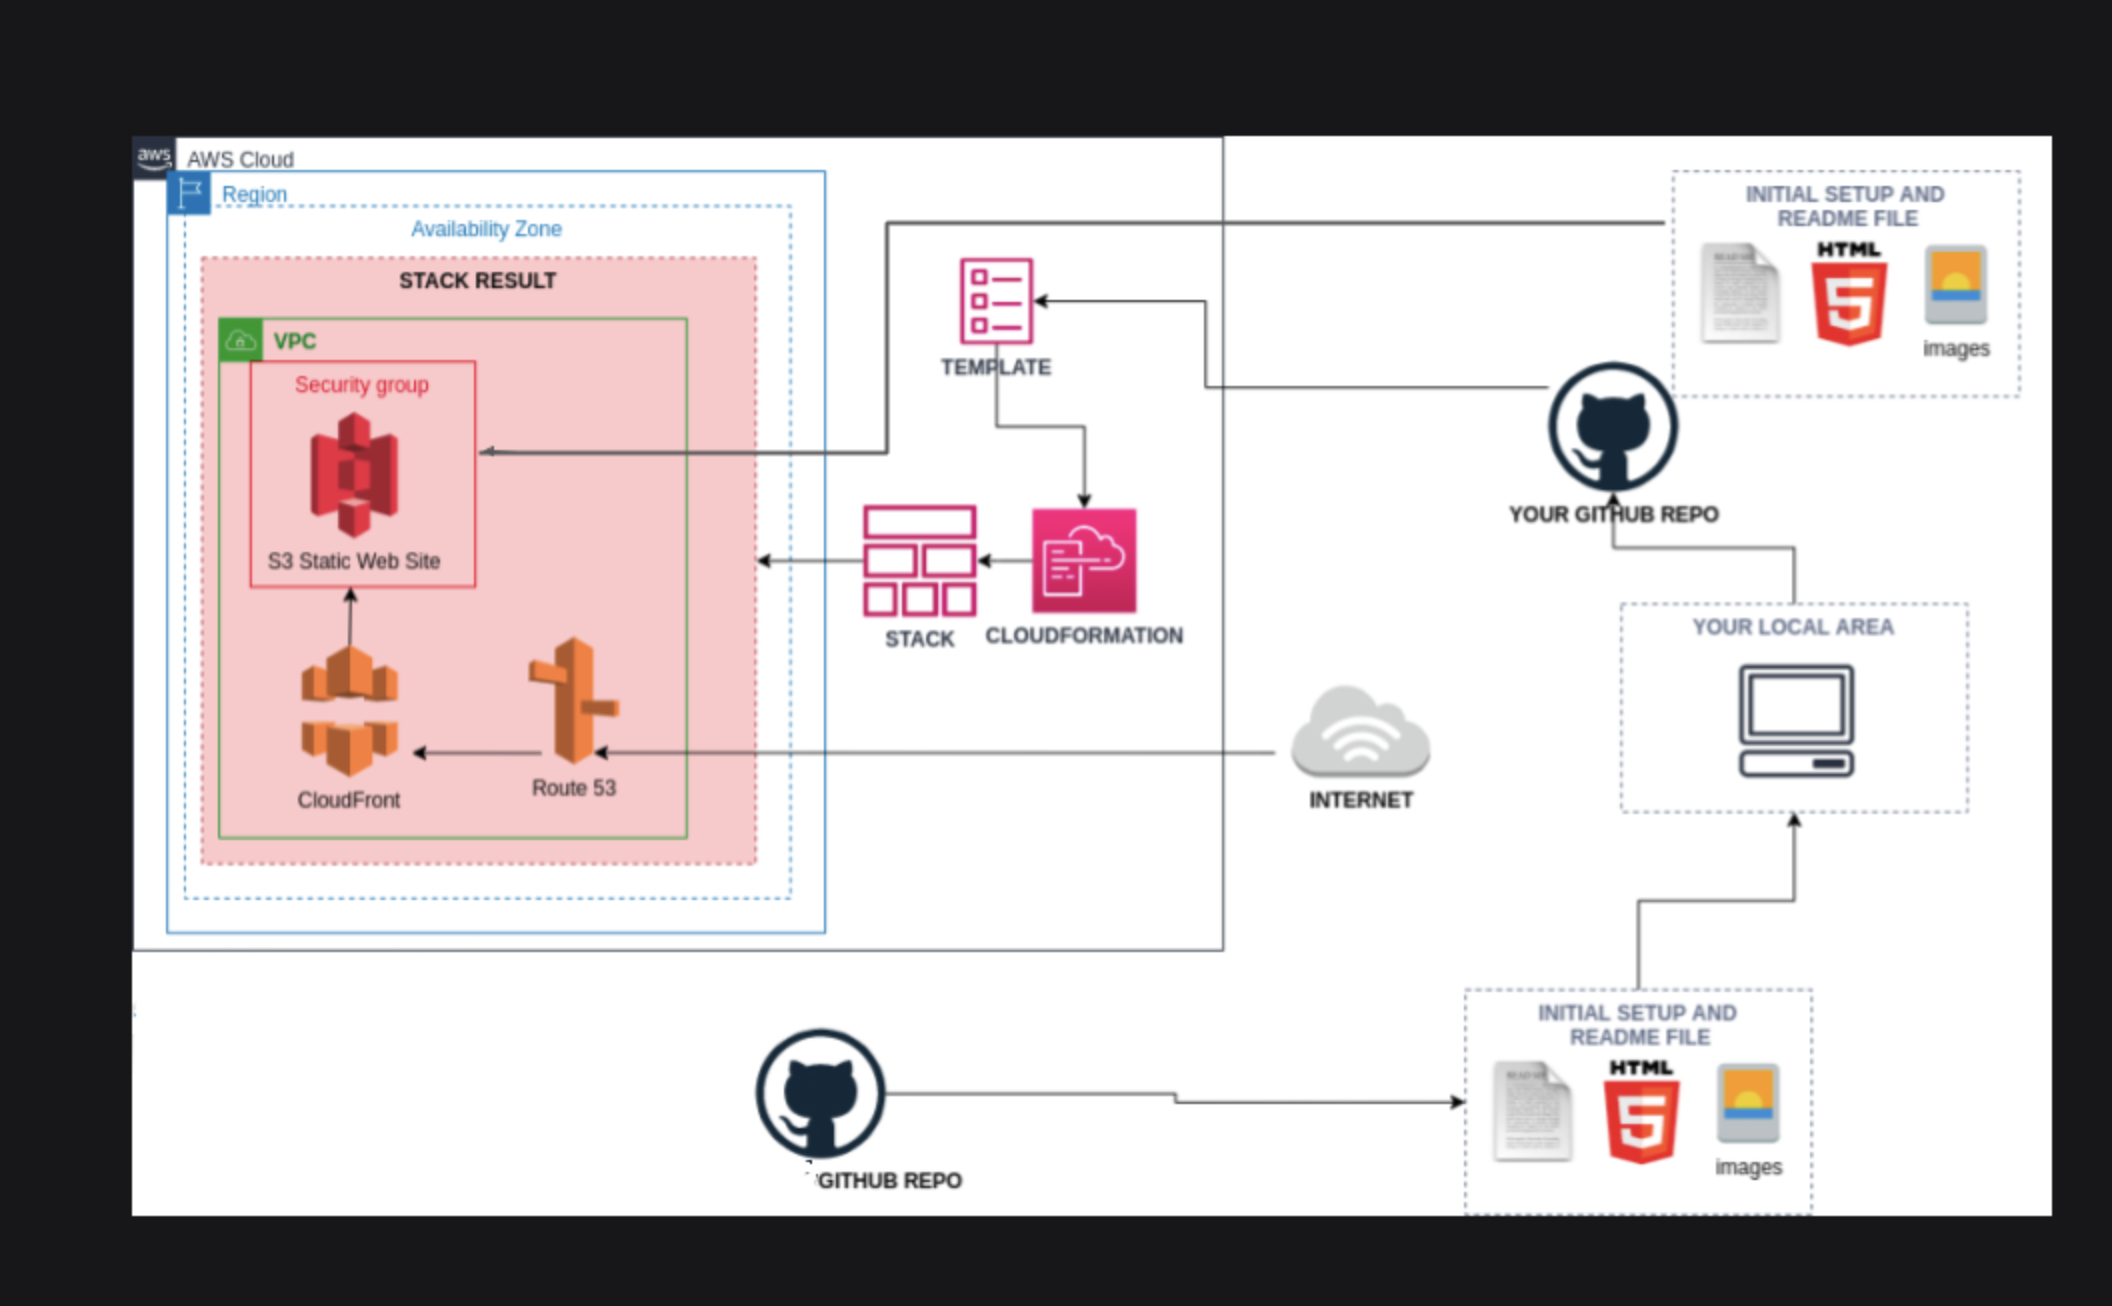 aws
AWS Cloud
Region
Availability Zone
STACK RESULT
VPC
Security group
S3 Static Web Site
CloudFront
Route 53
TEMPLATE
STACK
CLOUDFORMATION
INTERNET
INITIAL SETUP AND
README FILE
HTML
images
YOUR GITHUB REPO
YOUR LOCAL AREA
GITHUB REPO
INITIAL SETUP AND
README FILE
HTML
images